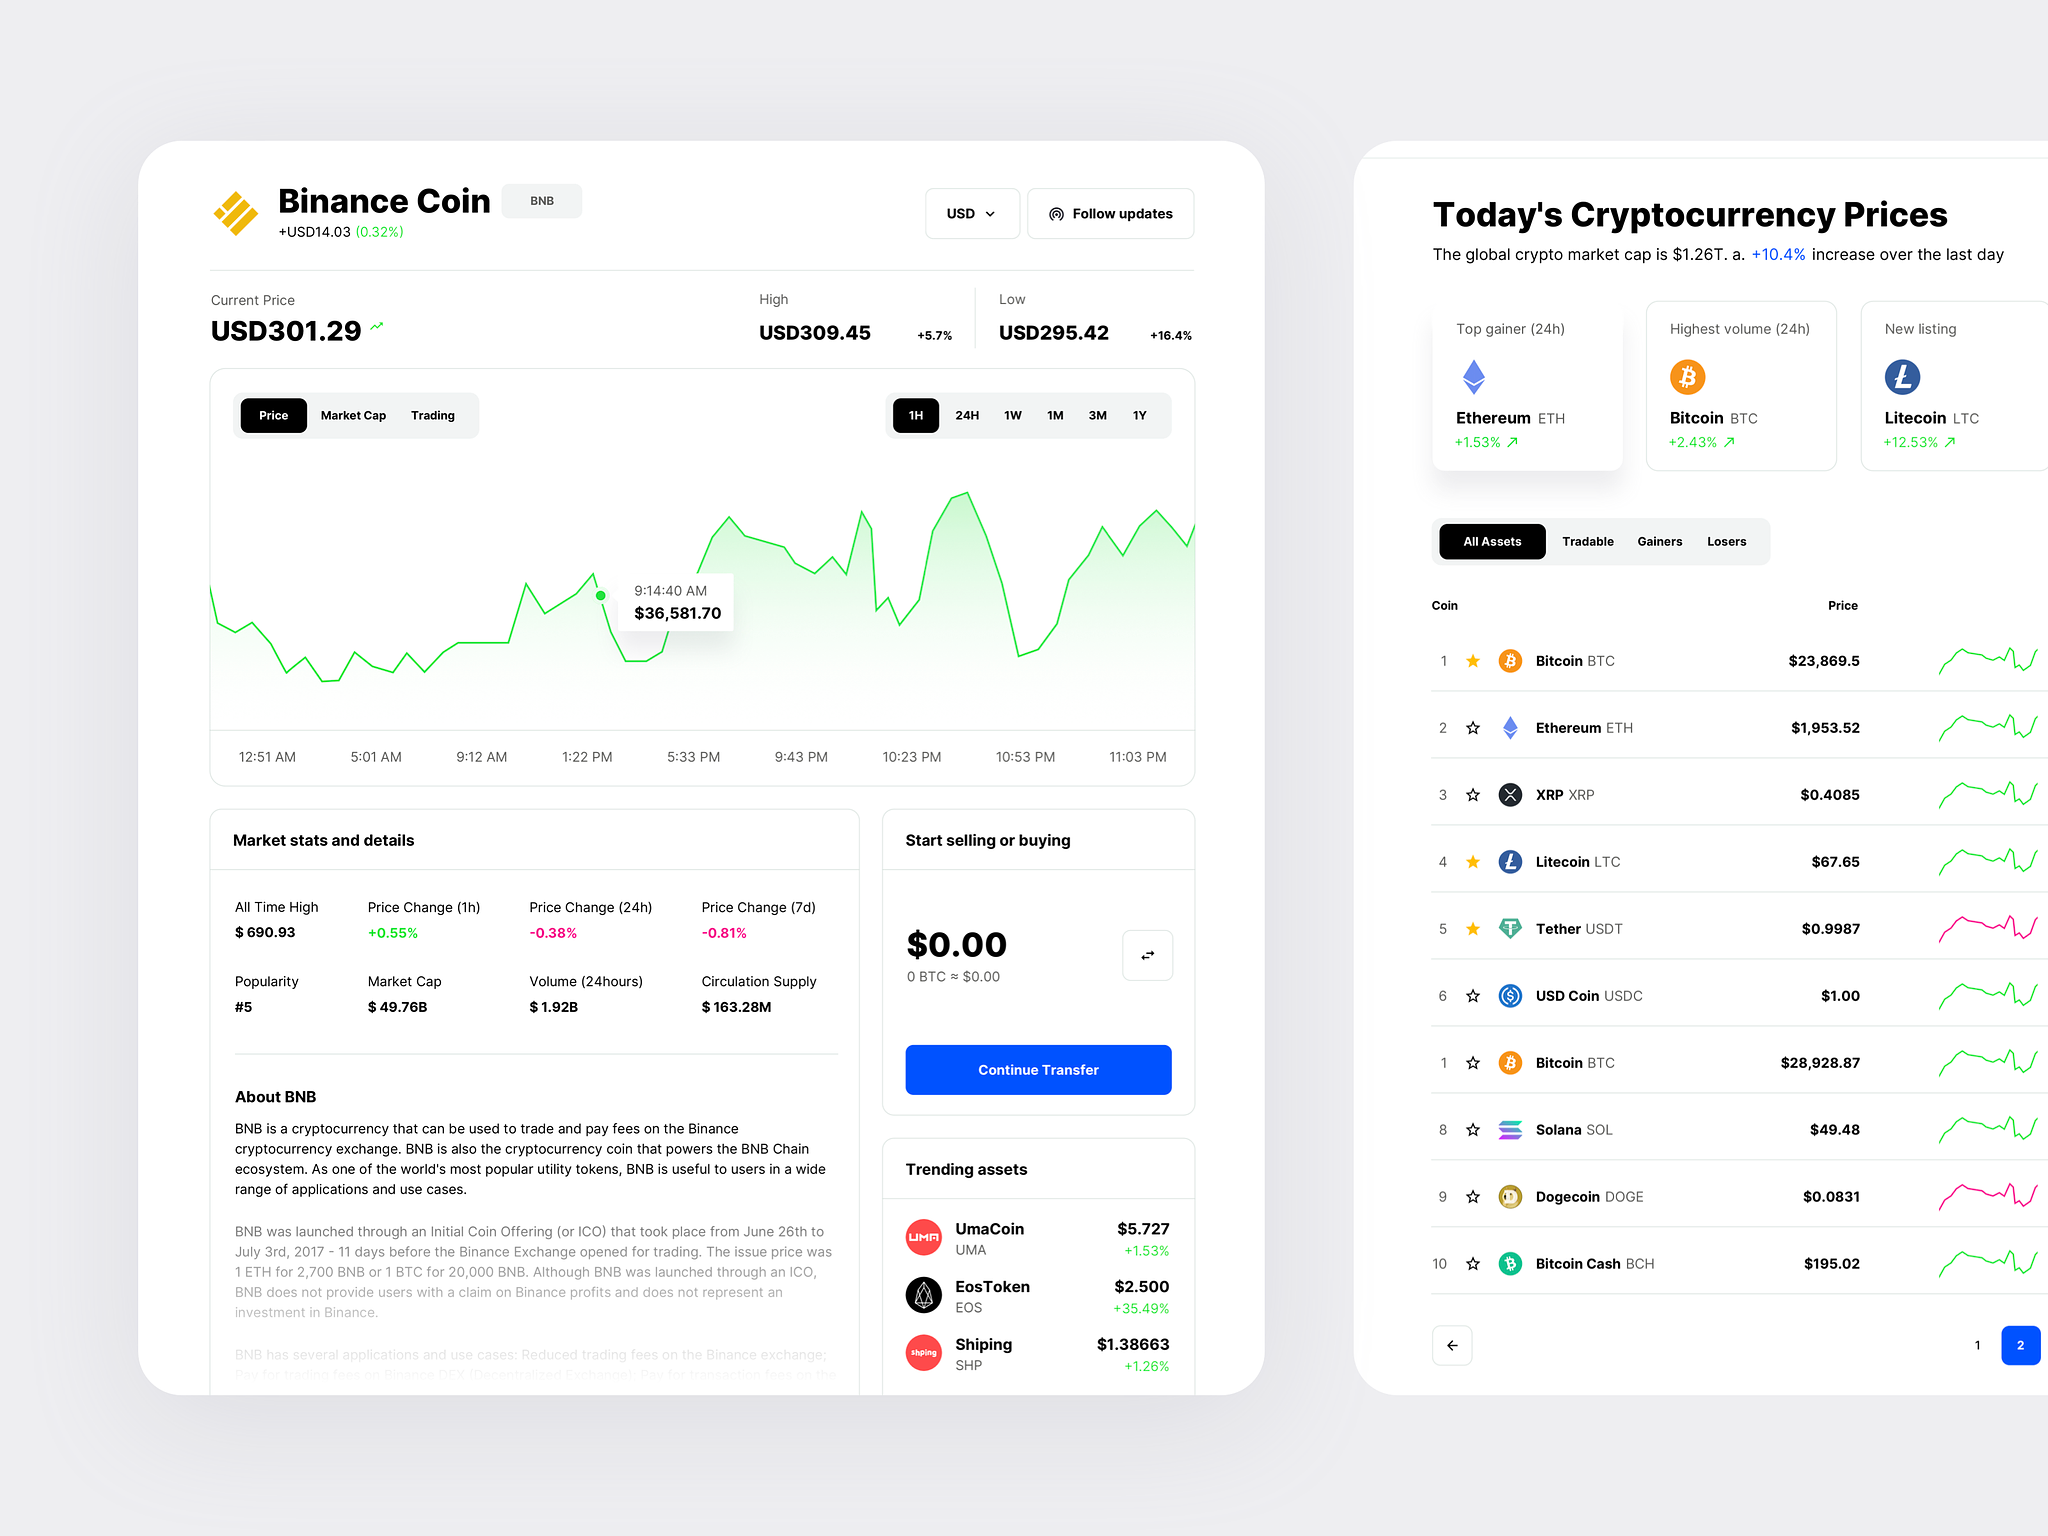 Binance Coin
BNB
+USD14.03 (0.32%)
USD
Follow updates
Current Price
USD301.29
High
USD309.45
+5.7%
Low
USD295.42
+16.4%
Price
Market Cap
Trading
1H
24H
1W
1M
3M
1Y
9:14:40 AM
$36,581.70
12:51 AM
5:01 AM
9:12 AM
1:22 PM
5:33 PM
9:43 PM
10:23 PM
10:53 PM
11:03 PM
Market stats and details
All Time High
$ 690.93
Price Change (1h)
+0.55%
Price Change (24h)
-0.38%
Price Change (7d)
-0.81%
Popularity
#5
Market Cap
$ 49.76B
Volume (24hours)
$ 1.92B
Circulation Supply
$ 163.28M
About BNB
BNB is a cryptocurrency that can be used to trade and pay fees on the Binance
cryptocurrency exchange. BNB is also the cryptocurrency coin that powers the BNB Chain
ecosystem. As one of the world's most popular utility tokens, BNB is useful to users in a wide
range of applications and use cases.
BNB was launched through an Initial Coin Offering (or ICO) that took place from June 26th to
July 3rd, 2017 - 11 days before the Binance Exchange opened for trading. The issue price was
1 ETH for 2,700 BNB or 1 BTC for 20,000 BNB. Although BNB was launched through an ICO,
BNB does not provide users with a claim on Binance profits and does not represent an
investment in Binance.
BNB has several applications and use cases: Reduced trading fees on the Binance exchange;
Pay for trading fees on Binance DEX (Decentralized Exchange). Pay for transaction fees on the
Start selling or buying
$0.00
0 BTC ≈ $0.00
Continue Transfer
Trending assets
UMA
UmaCoin
UMA
$5.727
+1.53%
EosToken
EOS
$2.500
+35.49%
shping
Shiping
SHP
$1.38663
+1.26%
Today's Cryptocurrency Prices
The global crypto market cap is $1.26T. a. +10.4% increase over the last day
Top gainer (24h)
Ethereum ETH
+1.53%
Highest volume (24h)
Bitcoin BTC
+2.43%
New listing
Litecoin LTC
+12.53%
All Assets
Tradable
Gainers
Losers
Coin
Price
1 Bitcoin BTC $23,869.5
2 Ethereum ETH $1,953.52
3 XRP XRP $0.4085
4 Litecoin LTC $67.65
5 Tether USDT $0.9987
6 USD Coin USDC $1.00
1 Bitcoin BTC $28,928.87
8 Solana SOL $49.48
9 Dogecoin DOGE $0.0831
10 Bitcoin Cash BCH $195.02
1
2